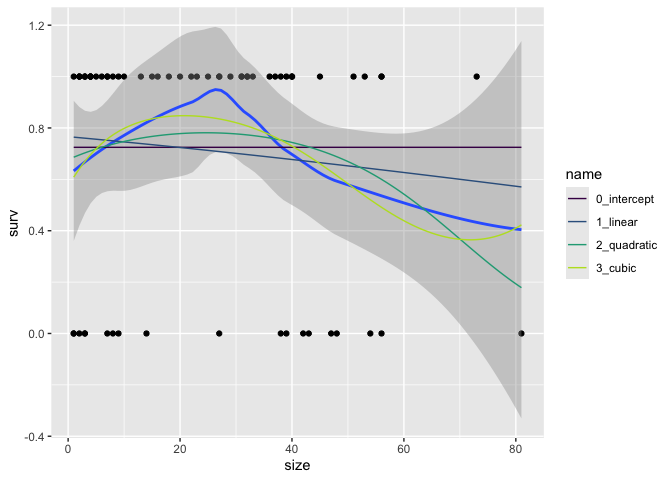 1.2
0.8
0.4
0.0
-0.4
surv
0
20
40
60
80
size
name
0_intercept
1_linear
2_quadratic
3_cubic